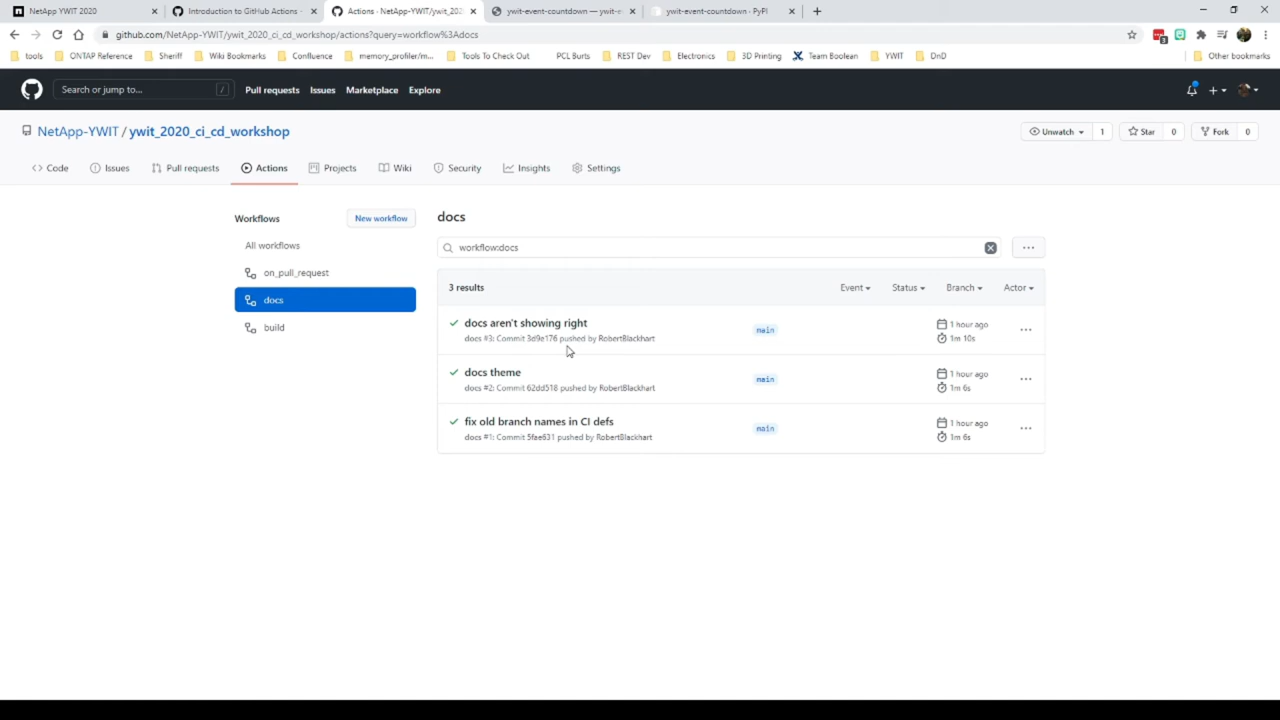 NetApp YWIT 2020
Introduction to GitHub Actions -
Actions · NetApp-YWIT/ywit_202
ywit-event-countdown — ywit-e
ywit-event-countdown · PyPI
github.com/NetApp-YWIT/ywit_2020_ci_cd_workshop/actions?query=workflow%3Adocs
3
tools
ONTAP Reference
Sheriff
Wiki Bookmarks
Confluence
memory_profiler/m...
Tools To Check Out
PCL Burts
REST Dev
Electronics
3D Printing
Team Boolean
YWIT
DnD
Other bookmarks
Search or jump to...
/
Pull requests
Issues
Marketplace
Explore
NetApp-YWIT / ywit_2020_ci_cd_workshop
Unwatch 1
Star 0
Fork 0
Code
Issues
Pull requests
Actions
Projects
Wiki
Security
Insights
Settings
Workflows
New workflow
All workflows
on_pull_request
docs
build
docs
workflow:docs
3 results
Event
Status
Branch
Actor
docs aren't showing right
docs #3: Commit 3d9e176 pushed by RobertBlackhart
main
1 hour ago
1m 10s
docs theme
docs #2: Commit 62dd518 pushed by RobertBlackhart
main
1 hour ago
1m 6s
fix old branch names in CI defs
docs #1: Commit 5fae631 pushed by RobertBlackhart
main
1 hour ago
1m 6s